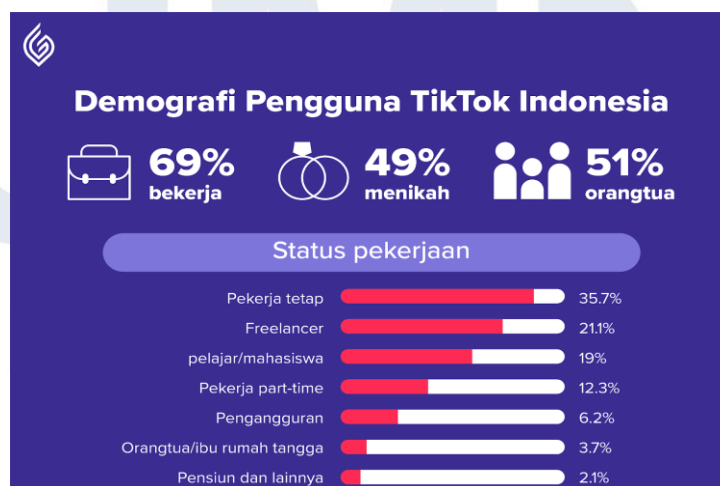 Demografi Pengguna TikTok Indonesia
69%
bekerja
49%
menikah
51%
orangtua
Status pekerjaan
Pekerja tetap 35.7%
Freelancer 21.1%
pelajar/mahasiswa 19%
Pekerja part-time 12.3%
Pengangguran 6.2%
Orangtua/ibu rumah tangga 3.7%
Pensiun dan lainnya 2.1%